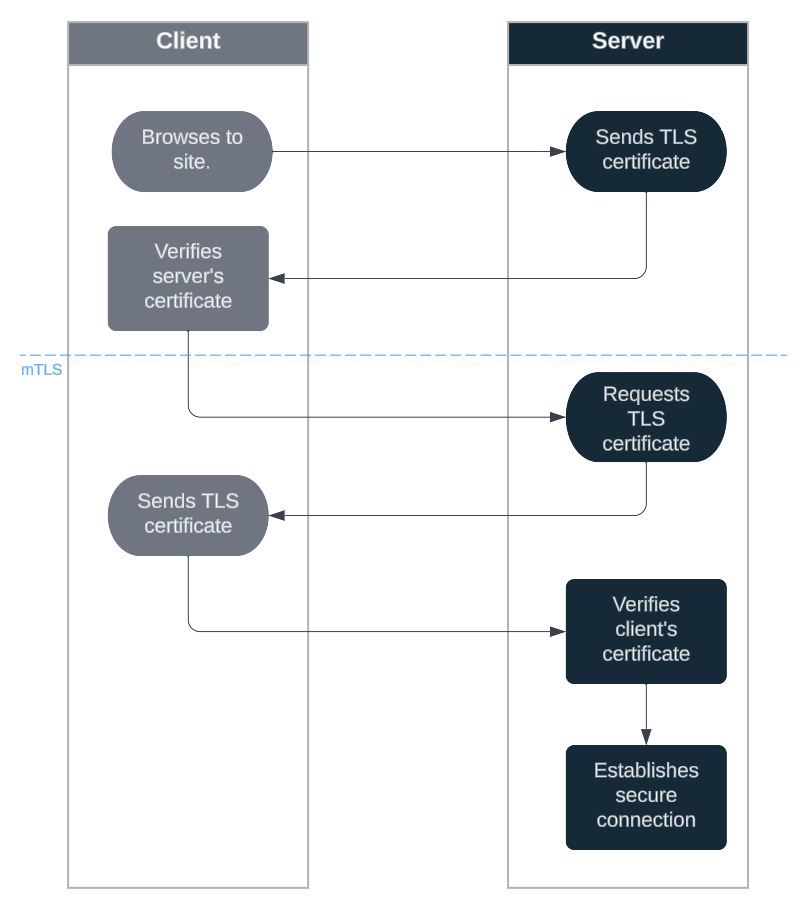 Client
Server
Browses to
site.
Sends TLS
certificate
Verifies
server's
certificate
mTLS
Requests
TLS
certificate
Sends TLS
certificate
Verifies
client's
certificate
Establishes
secure
connection